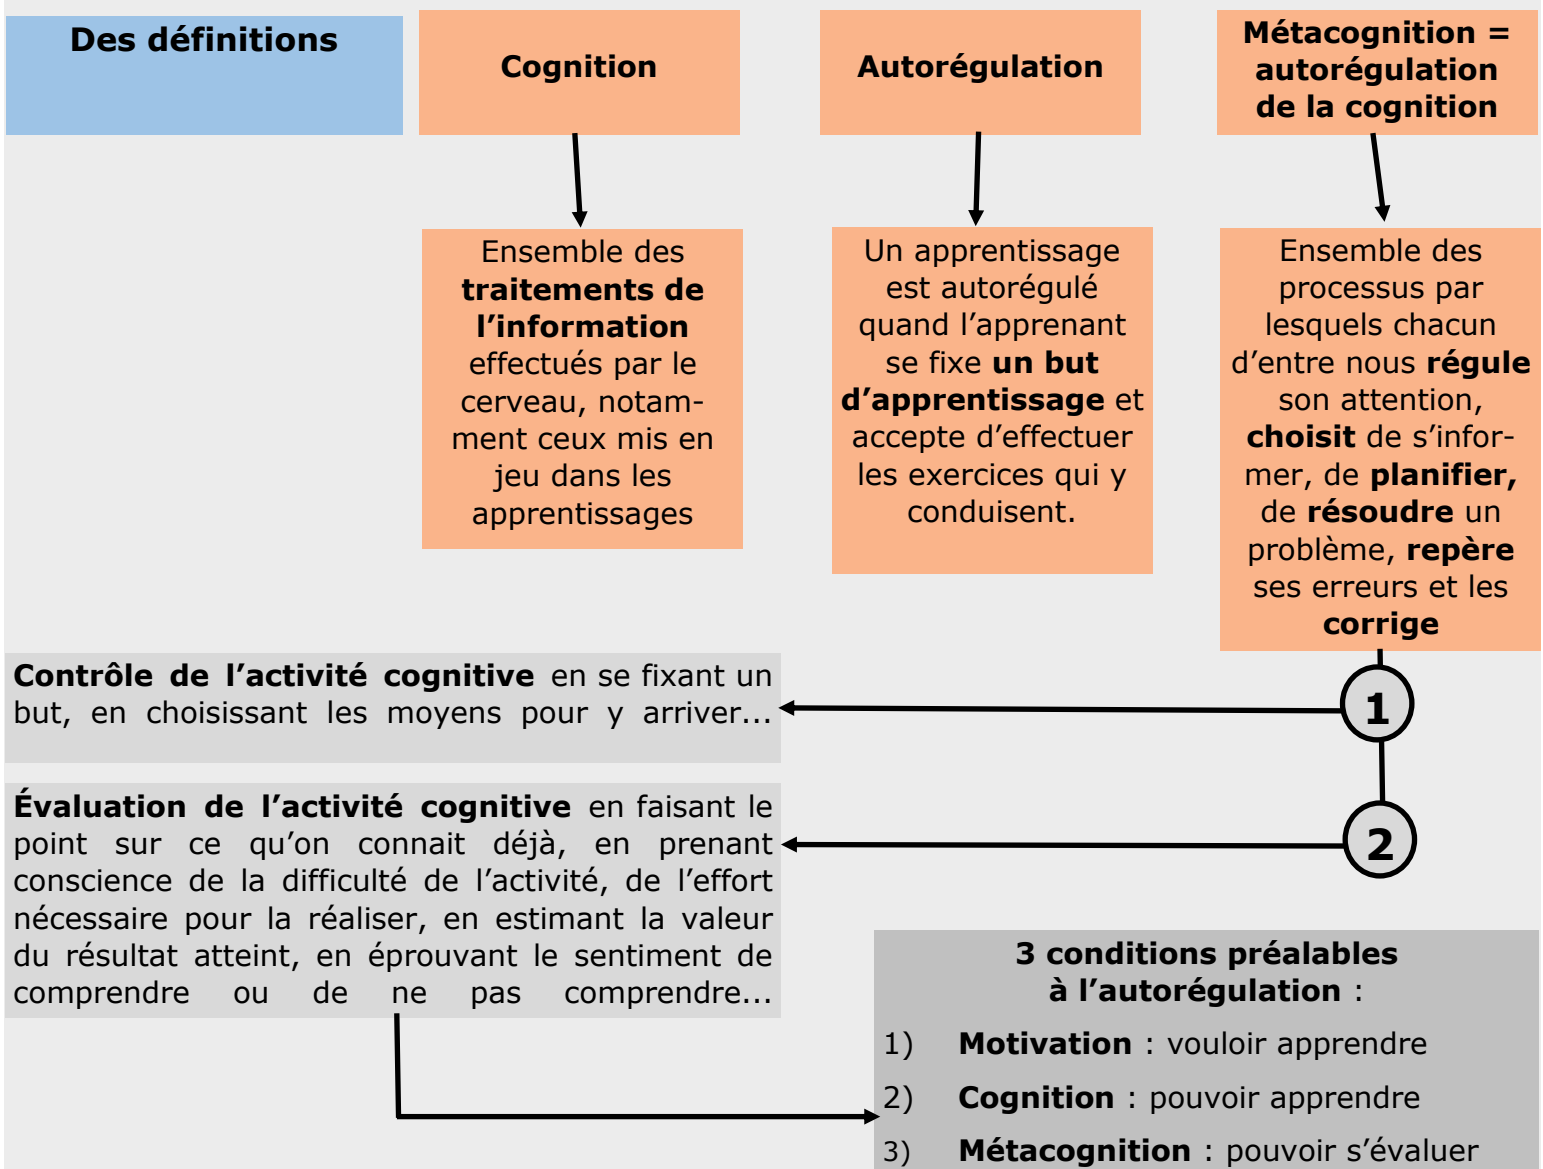 Des définitions
Cognition
Autorégulation
Métacognition =
autorégulation
de la cognition
Ensemble des
traitements de
l’information
effectués par le
cerveau, notam-
ment ceux mis en
jeu dans les
apprentissages
Un apprentissage
est autorégulé
quand l’apprenant
se fixe un but
d’apprentissage et
accepte d’effectuer
les exercices qui y
conduisent.
Ensemble des
processus par
lesquels chacun
d’entre nous régule
son attention,
choisit de s’infor-
mer, de planifier,
de résoudre un
problème, repère
ses erreurs et les
corrige
Contrôle de l’activité cognitive en se fixant un
but, en choisissant les moyens pour y arriver...
1
Évaluation de l’activité cognitive en faisant le
point sur ce qu’on connait déjà, en prenant
conscience de la difficulté de l’activité, de l’effort
nécessaire pour la réaliser, en estimant la valeur
du résultat atteint, en éprouvant le sentiment de
comprendre ou de ne pas comprendre...
2
3 conditions préalables
à l’autorégulation :
1) Motivation : vouloir apprendre
2) Cognition : pouvoir apprendre
3) Métacognition : pouvoir s’évaluer